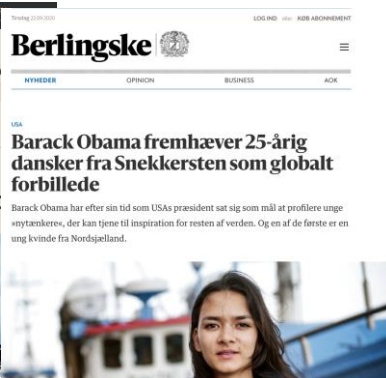 Tirsdag 22/09/2020
LOG IND eller KØB ABONNEMENT
Berlingske
NYHEDER OPINION BUSINESS AOK
USA
Barack Obama fremhæver 25-årig
dansker fra Snekkersten som globalt
forbillede
Barack Obama har efter sin tid som USAs præsident sat sig som mål at profilere unge
»nytænkere«, der kan tjene til inspiration for resten af verden. Og en af de første er en
ung kvinde fra Nordsjælland.